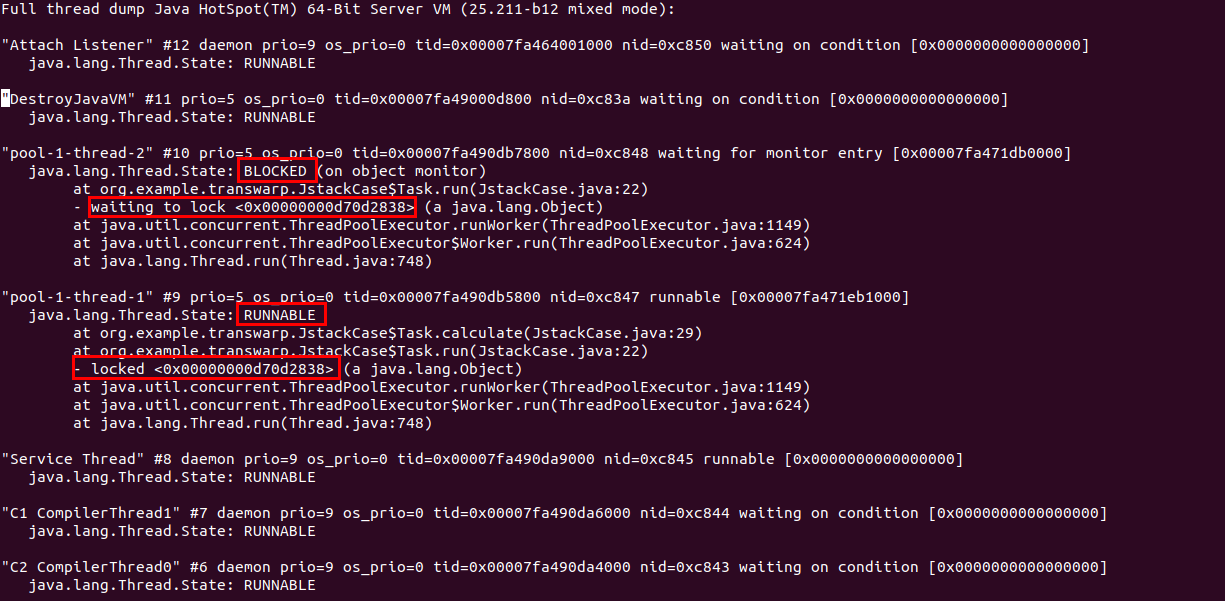 Full thread dump Java HotSpot(TM) 64-Bit Server VM (25.211-b12 mixed mode):
"Attach Listener" #12 daemon prio=9 os_prio=0 tid=0x00007fa464001000 nid=0xc850 waiting on condition [0x0000000000000000]
java.lang.Thread.State: RUNNABLE
"DestroyJavaVM" #11 prio=5 os_prio=0 tid=0x00007fa49000d800 nid=0xc83a waiting on condition [0x0000000000000000]
java.lang.Thread.State: RUNNABLE
"pool-1-thread-2" #10 prio=5 os_prio=0 tid=0x00007fa490db7800 nid=0xc848 waiting for monitor entry [0x00007fa471db0000]
java.lang.Thread.State: BLOCKED (on object monitor)
at org.example.transwarp.JstackCase$Task.run(JstackCase.java:22)
- waiting to lock <0x00000000d70d2838> (a java.lang.Object)
at java.util.concurrent.ThreadPoolExecutor.runWorker(ThreadPoolExecutor.java:1149)
at java.util.concurrent.ThreadPoolExecutor$Worker.run(ThreadPoolExecutor.java:624)
at java.lang.Thread.run(Thread.java:748)
"pool-1-thread-1" #9 prio=5 os_prio=0 tid=0x00007fa490db5800 nid=0xc847 runnable [0x00007fa471eb1000]
java.lang.Thread.State: RUNNABLE
at org.example.transwarp.JstackCase$Task.calculate(JstackCase.java:29)
at org.example.transwarp.JstackCase$Task.run(JstackCase.java:22)
- locked <0x00000000d70d2838> (a java.lang.Object)
at java.util.concurrent.ThreadPoolExecutor.runWorker(ThreadPoolExecutor.java:1149)
at java.util.concurrent.ThreadPoolExecutor$Worker.run(ThreadPoolExecutor.java:624)
at java.lang.Thread.run(Thread.java:748)
"Service Thread" #8 daemon prio=9 os_prio=0 tid=0x00007fa490da9000 nid=0xc845 runnable [0x0000000000000000]
java.lang.Thread.State: RUNNABLE
"C1 CompilerThread1" #7 daemon prio=9 os_prio=0 tid=0x00007fa490da6000 nid=0xc844 waiting on condition [0x0000000000000000]
java.lang.Thread.State: RUNNABLE
"C2 CompilerThread0" #6 daemon prio=9 os_prio=0 tid=0x00007fa490da4000 nid=0xc843 waiting on condition [0x0000000000000000]
java.lang.Thread.State: RUNNABLE